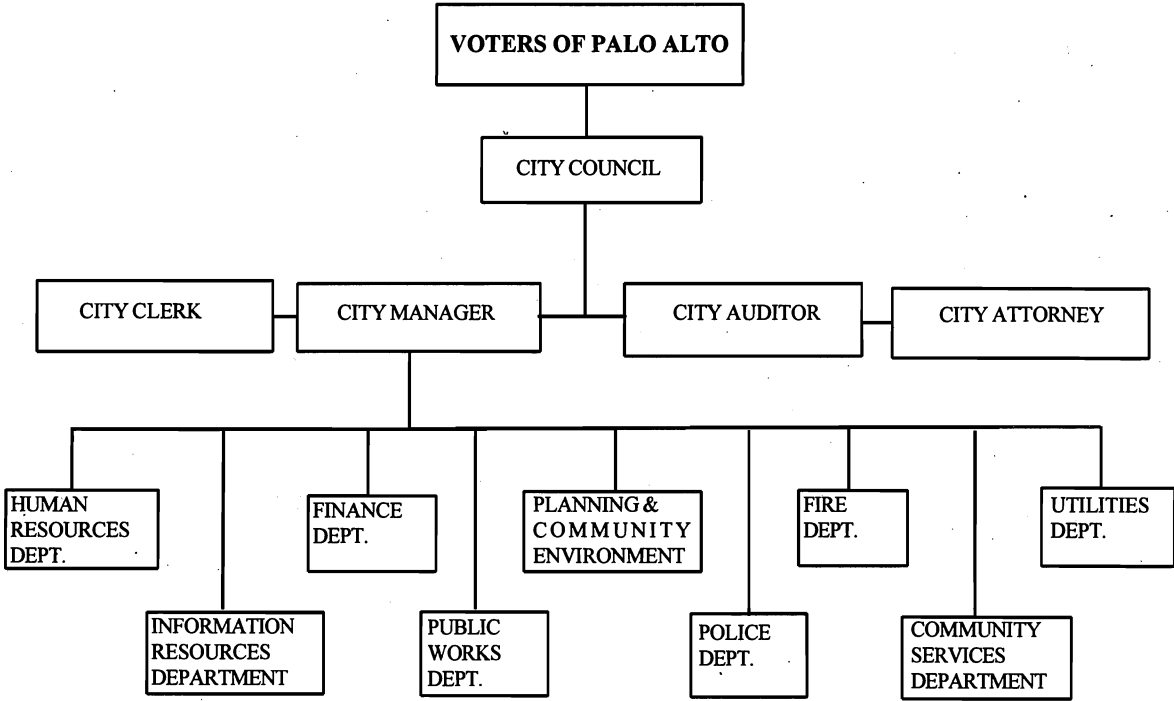 VOTERS OF PALO ALTO
CITY COUNCIL
CITY CLERK
CITY MANAGER
CITY AUDITOR
CITY ATTORNEY
HUMAN
RESOURCES
DEPT.
FINANCE
DEPT.
PLANNING &
COMMUNITY
ENVIRONMENT
FIRE
DEPT.
UTILITIES
DEPT.
INFORMATION
RESOURCES
DEPARTMENT
PUBLIC
WORKS
DEPT.
POLICE
DEPT.
COMMUNITY
SERVICES
DEPARTMENT